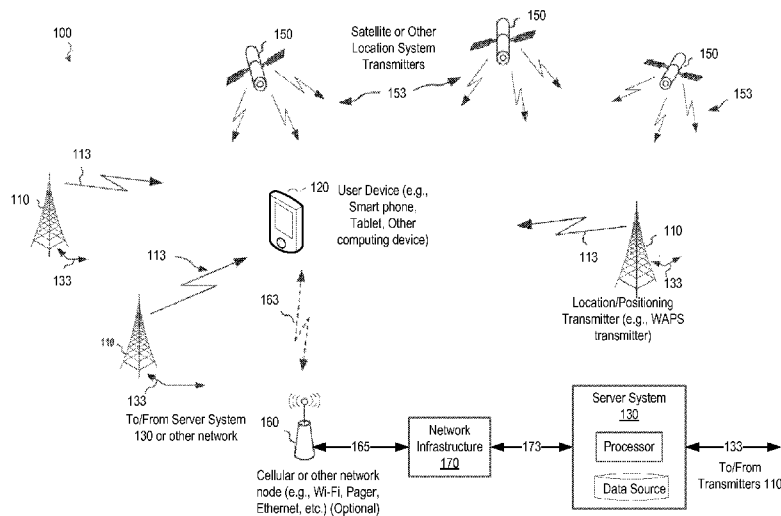 100
150
Satellite or Other
Location System
Transmitters
150
150
153
153
113
110
133
120
User Device (e.g.,
Smart phone,
Tablet, Other
computing device)
113
110
113
133
163
Location/Positioning
Transmitter (e.g., WAPS
transmitter)
110
133
To/From Server System
130 or other network
160
165
Network
Infrastructure
170
173
Server System
130
Processor
Data Source
133
To/From
Transmitters 110
Cellular or other network
node (e.g., Wi-Fi, Pager,
Ethernet, etc.) (Optional)